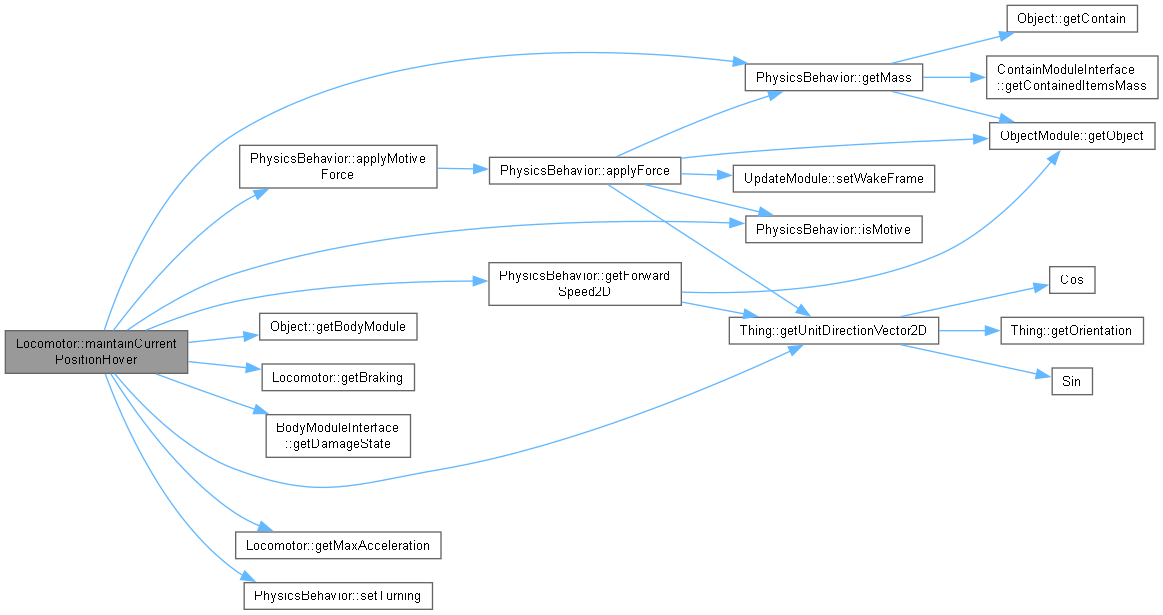 Object::getContain
PhysicsBehavior::getMass
ContainModuleInterface
::getContainedItemsMass
ObjectModule::getObject
PhysicsBehavior::applyMotive
Force
PhysicsBehavior::applyForce
UpdateModule::setWakeFrame
PhysicsBehavior::isMotive
PhysicsBehavior::getForward
Speed2D
Cos
Object::getBodyModule
Thing::getUnitDirectionVector2D
Thing::getOrientation
Locomotor::maintainCurrent
PositionHover
Locomotor::getBraking
Sin
BodyModuleInterface
::getDamageState
Locomotor::getMaxAcceleration
PhysicsBehavior::setTurning